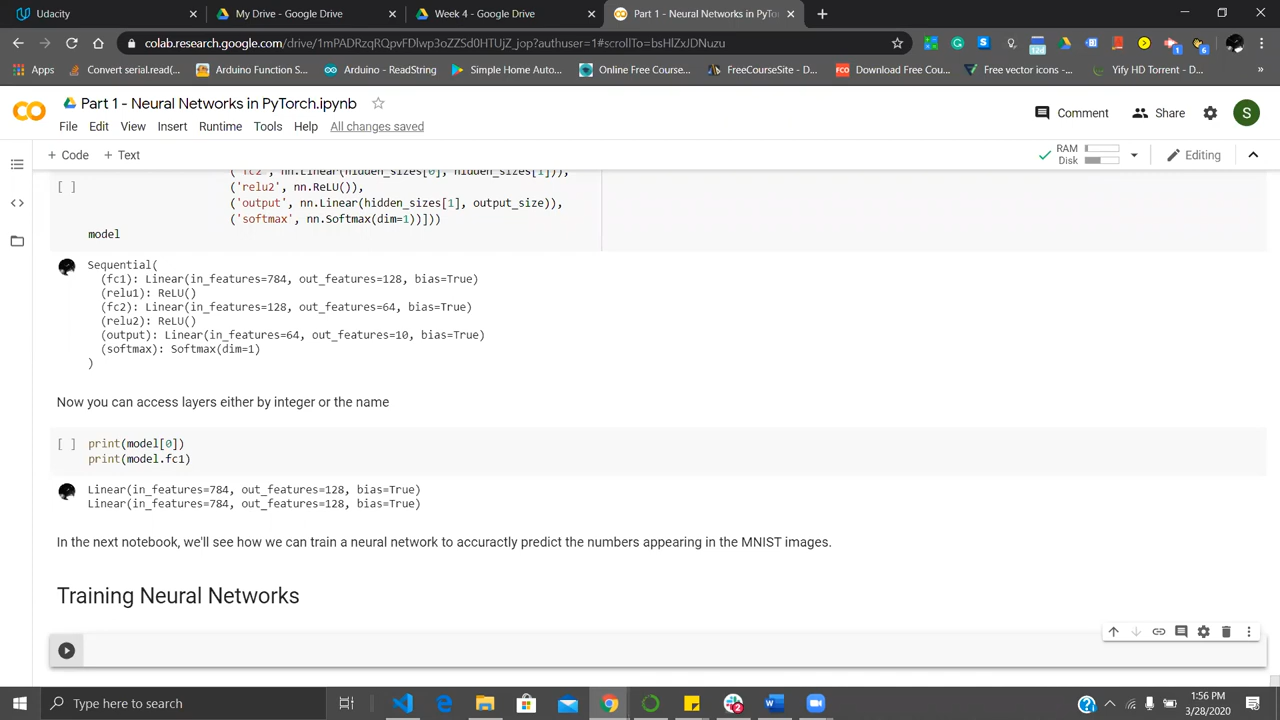 Udacity
My Drive - Google Drive
Week 4 - Google Drive
Part 1 - Neural Networks in PyTor
colab.research.google.com/drive/1mPADRzqRQpvFDlwp3oZZSd0HTUjZ_jop?authuser=1#scrollTo=bsHlZxJDNuzu
Apps
Convert serial.read(...
Arduino Function S...
Arduino - ReadString
Simple Home Auto...
Online Free Course...
FreeCourseSite - D...
Download Free Cou...
Free vector icons -...
Yify HD Torrent - D...
Part 1 - Neural Networks in PyTorch.ipynb
Comment
Share
S
File Edit View Insert Runtime Tools Help All changes saved
+ Code + Text
RAM
Disk
Editing
('fc2', nn.Linear(hidden_sizes[0], hidden_sizes[1])),
[ ] ('relu2', nn.ReLU()),
('output', nn.Linear(hidden_sizes[1], output_size)),
('softmax', nn.Softmax(dim=1))]))
model
Sequential(
(fc1): Linear(in_features=784, out_features=128, bias=True)
(relu1): ReLU()
(fc2): Linear(in_features=128, out_features=64, bias=True)
(relu2): ReLU()
(output): Linear(in_features=64, out_features=10, bias=True)
(softmax): Softmax(dim=1)
)
Now you can access layers either by integer or the name
[ ] print(model[0])
print(model.fc1)
Linear(in_features=784, out_features=128, bias=True)
Linear(in_features=784, out_features=128, bias=True)
In the next notebook, we'll see how we can train a neural network to accuractly predict the numbers appearing in the MNIST images.
Training Neural Networks
Type here to search
1:56 PM
3/28/2020